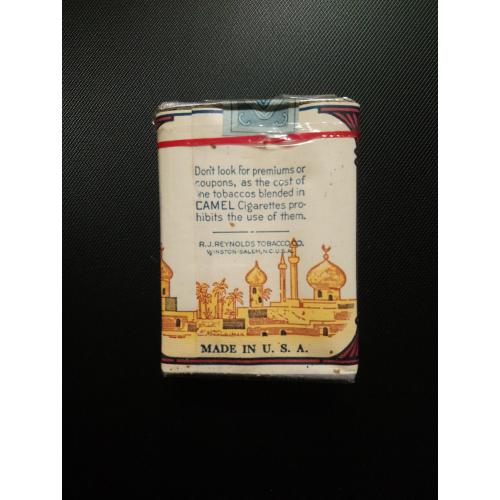 Don't look for premiums or
coupons, as the cost of
the tobaccos blended in
CAMEL Cigarettes pro-
hibits the use of them.
R.J. REYNOLDS TOBACCO CO.
WINSTON-SALEM, N.C. U.S.A.
MADE IN U. S. A.